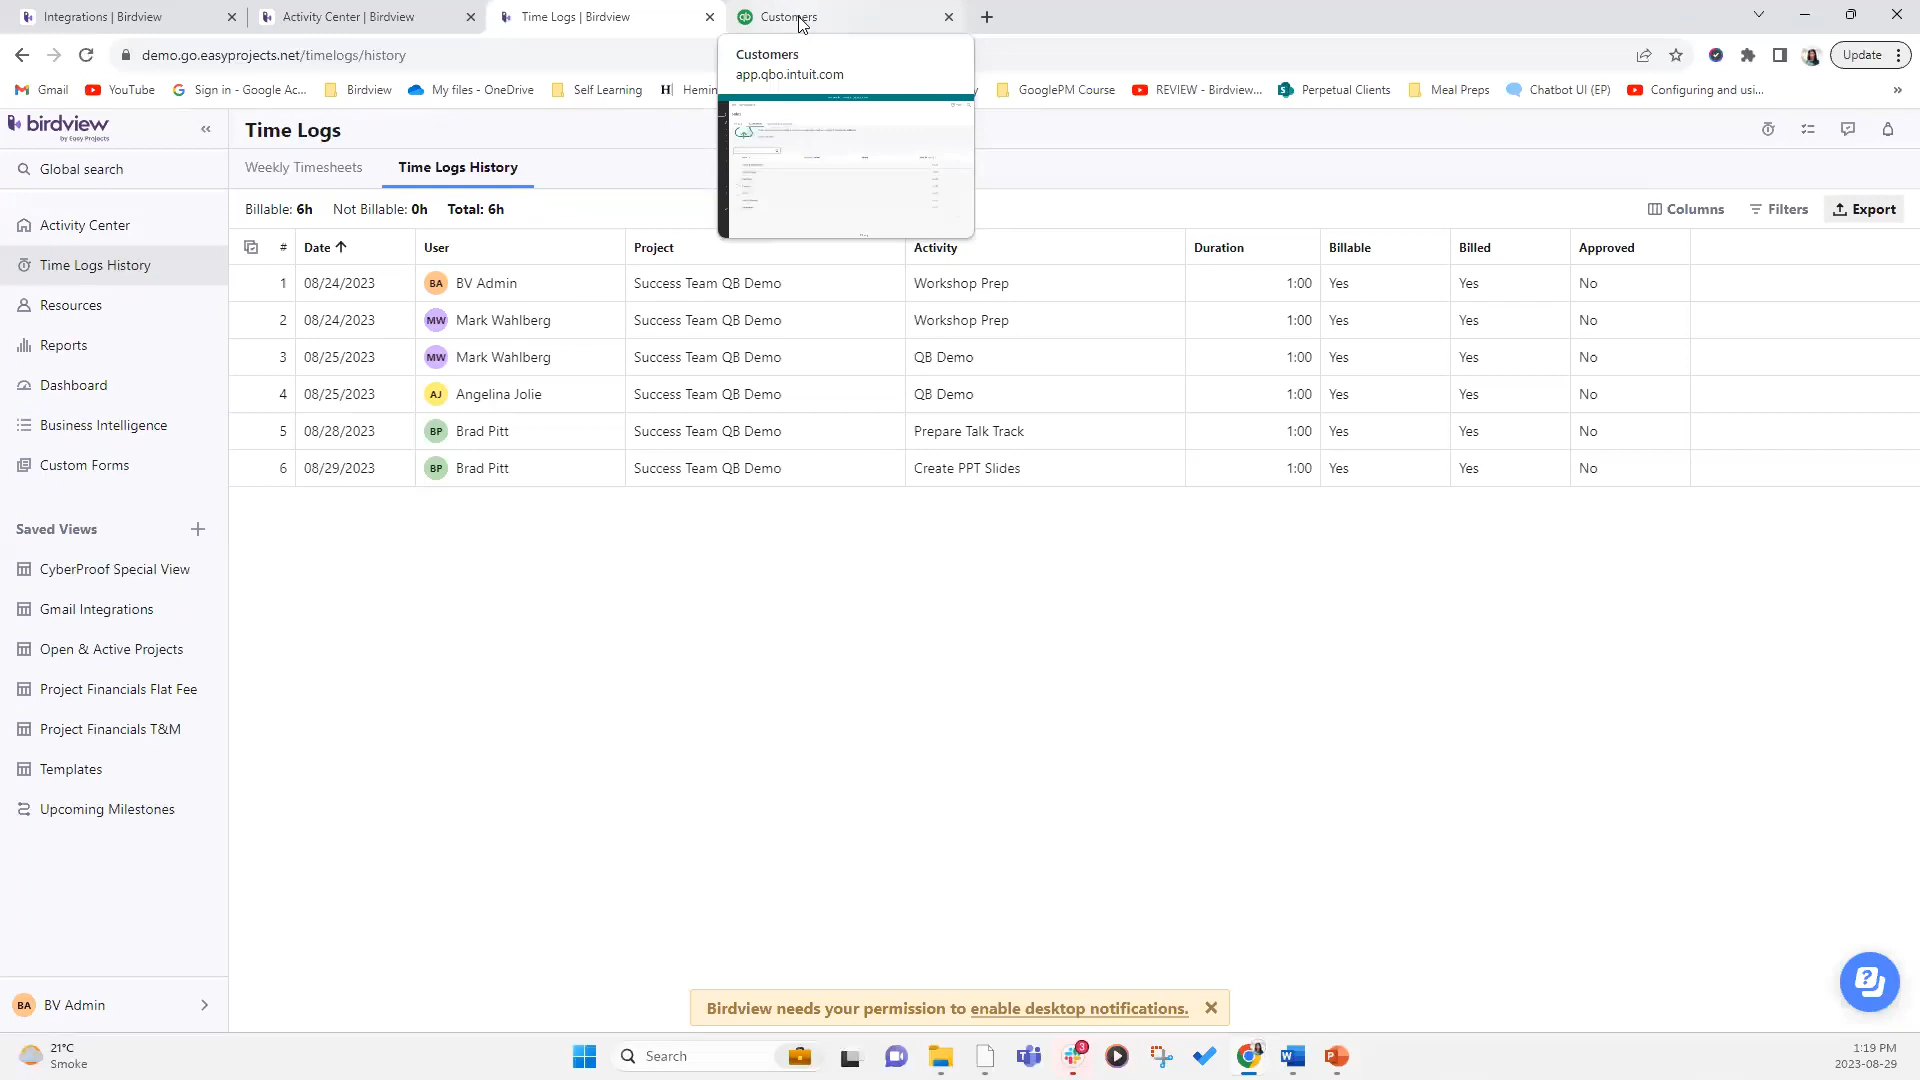 Integrations | Birdview
Activity Center | Birdview
Time Logs | Birdview
Customers
demo.go.easyprojects.net/timelogs/history
Update
Customers
app.qbo.intuit.com
Gmail
YouTube
Sign in - Google Ac...
Birdview
My files - OneDrive
Self Learning
GooglePM Course
REVIEW - Birdview...
Perpetual Clients
Meal Preps
Chatbot UI (EP)
Configuring and usi...
»
birdview
by Easy Projects
«
Time Logs
Global search
Weekly Timesheets
Time Logs History
Billable: 6h
Not Billable: 0h
Total: 6h
Columns
Filters
Export
Activity Center
Time Logs History
Resources
Reports
Dashboard
Business Intelligence
Custom Forms
Saved Views
CyberProof Special View
Gmail Integrations
Open & Active Projects
Project Financials Flat Fee
Project Financials T&M
Templates
Upcoming Milestones
BA BV Admin
# Date User Project Activity Duration Billable Billed Approved
1 08/24/2023 BA BV Admin Success Team QB Demo Workshop Prep 1:00 Yes Yes No
2 08/24/2023 MW Mark Wahlberg Success Team QB Demo Workshop Prep 1:00 Yes Yes No
3 08/25/2023 MW Mark Wahlberg Success Team QB Demo QB Demo 1:00 Yes Yes No
4 08/25/2023 AJ Angelina Jolie Success Team QB Demo QB Demo 1:00 Yes Yes No
5 08/28/2023 BP Brad Pitt Success Team QB Demo Prepare Talk Track 1:00 Yes Yes No
6 08/29/2023 BP Brad Pitt Success Team QB Demo Create PPT Slides 1:00 Yes Yes No
Birdview needs your permission to enable desktop notifications.
21°C
Smoke
Search
3
1:19 PM
2023-08-29